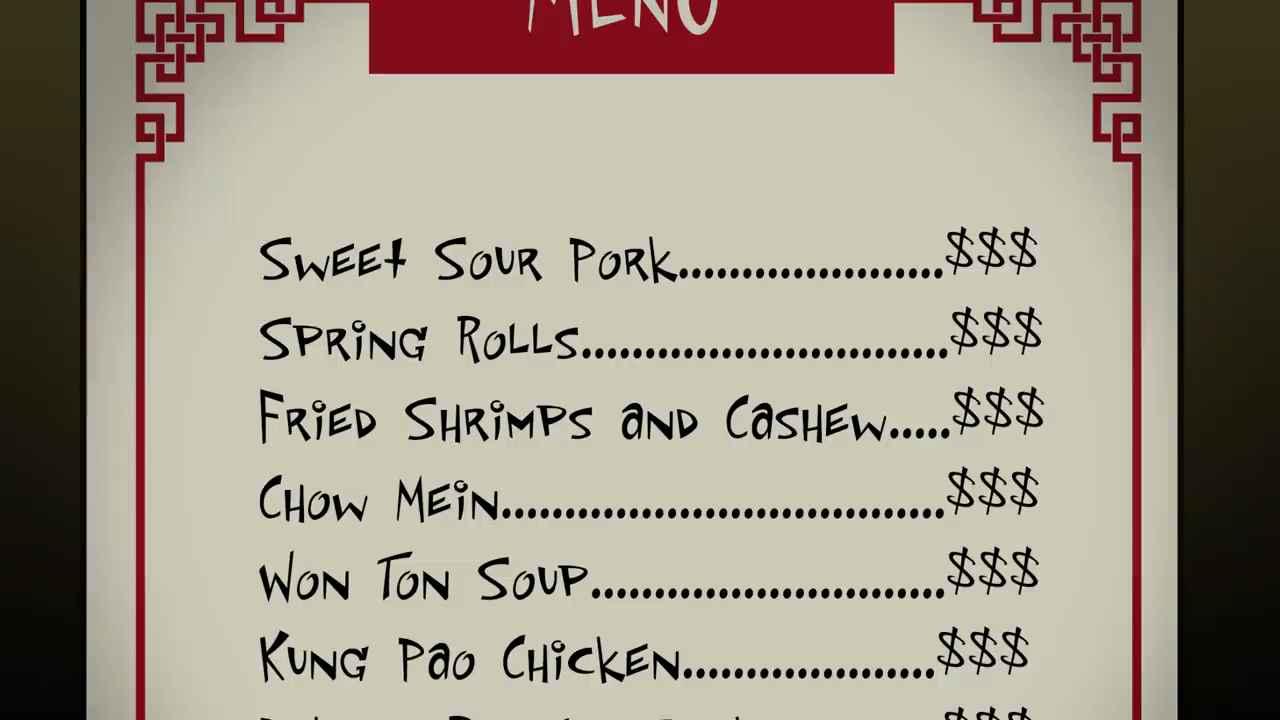 MENU
Sweet Sour Pork.....................$$$
Spring Rolls.............................$$$
Fried Shrimps and Cashew.....$$$
Chow Mein...................................$$$
Won Ton Soup............................$$$
Kung Pao Chicken....................$$$
$$$